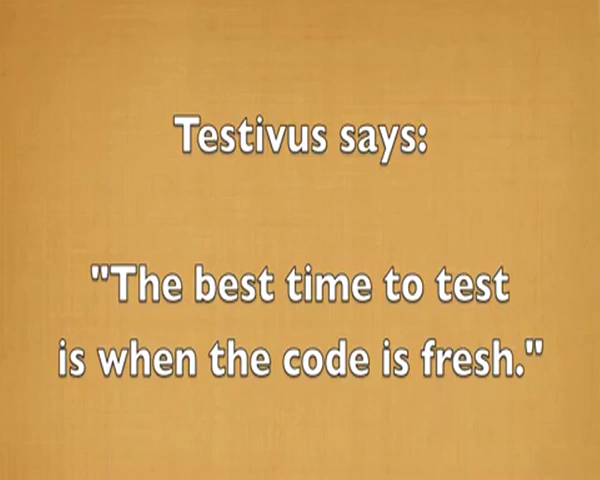 Testivus says:
"The best time to test
is when the code is fresh."